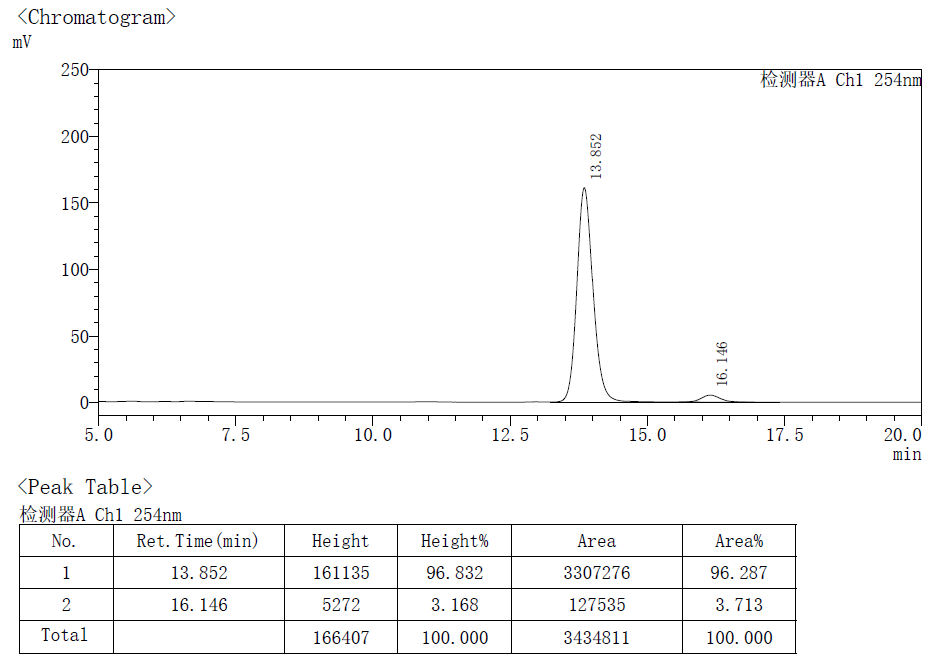 <Chromatogram>
mV
250
检测器A Ch1 254nm
200
13.852
150
100
50
16.146
0
5.0 7.5 10.0 12.5 15.0 17.5 20.0
min
<Peak Table>
检测器A Ch1 254nm
No. Ret.Time(min) Height Height% Area Area%
1 13.852 161135 96.832 3307276 96.287
2 16.146 5272 3.168 127535 3.713
Total 166407 100.000 3434811 100.000